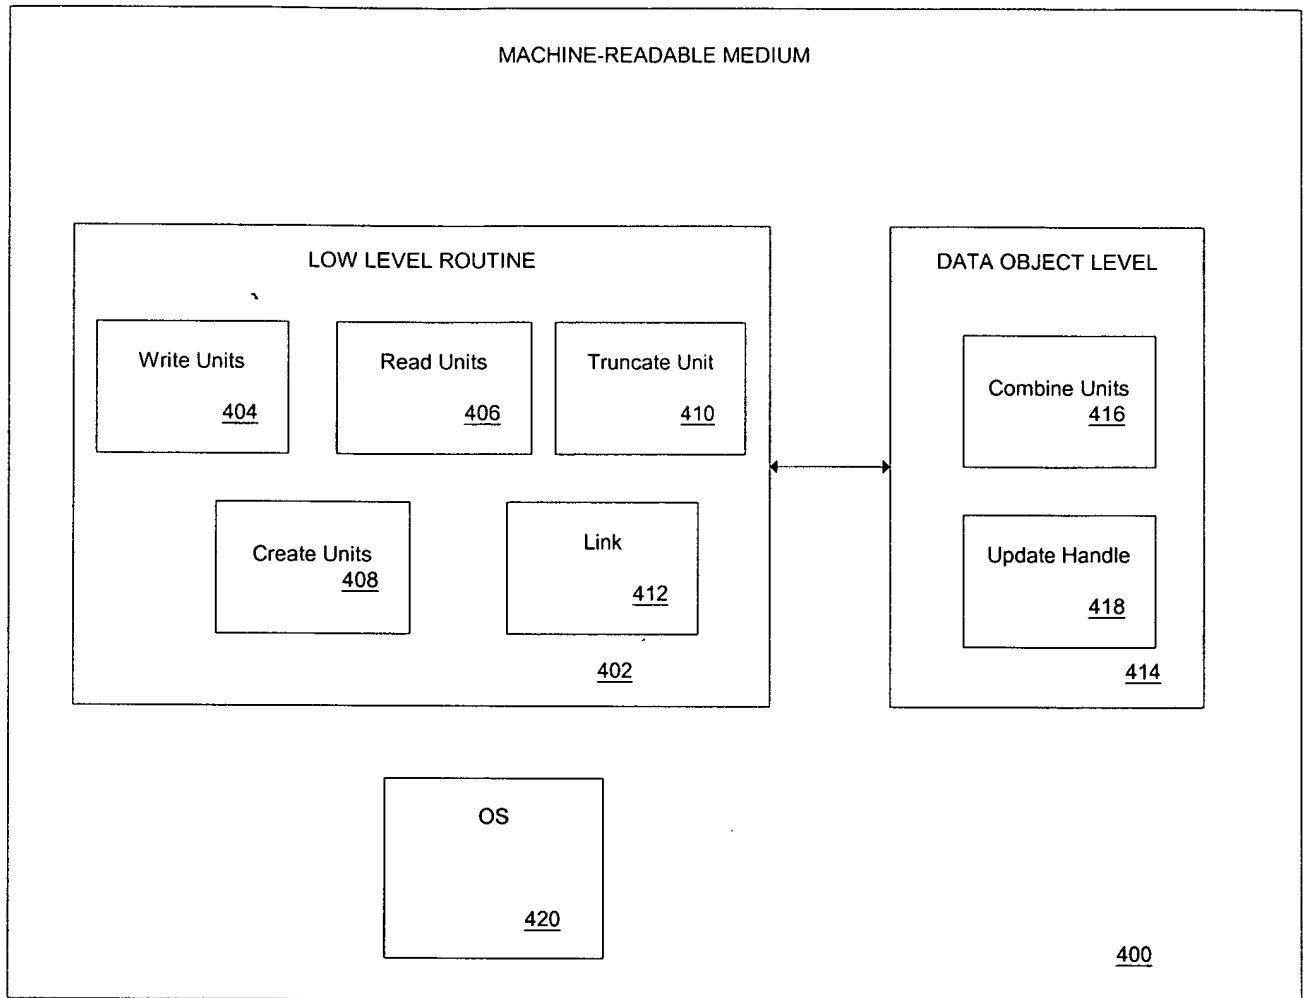 MACHINE-READABLE MEDIUM
LOW LEVEL ROUTINE
Write Units
404
Read Units
406
Truncate Unit
410
Create Units
408
Link
412
402
DATA OBJECT LEVEL
Combine Units
416
Update Handle
418
414
OS
420
400